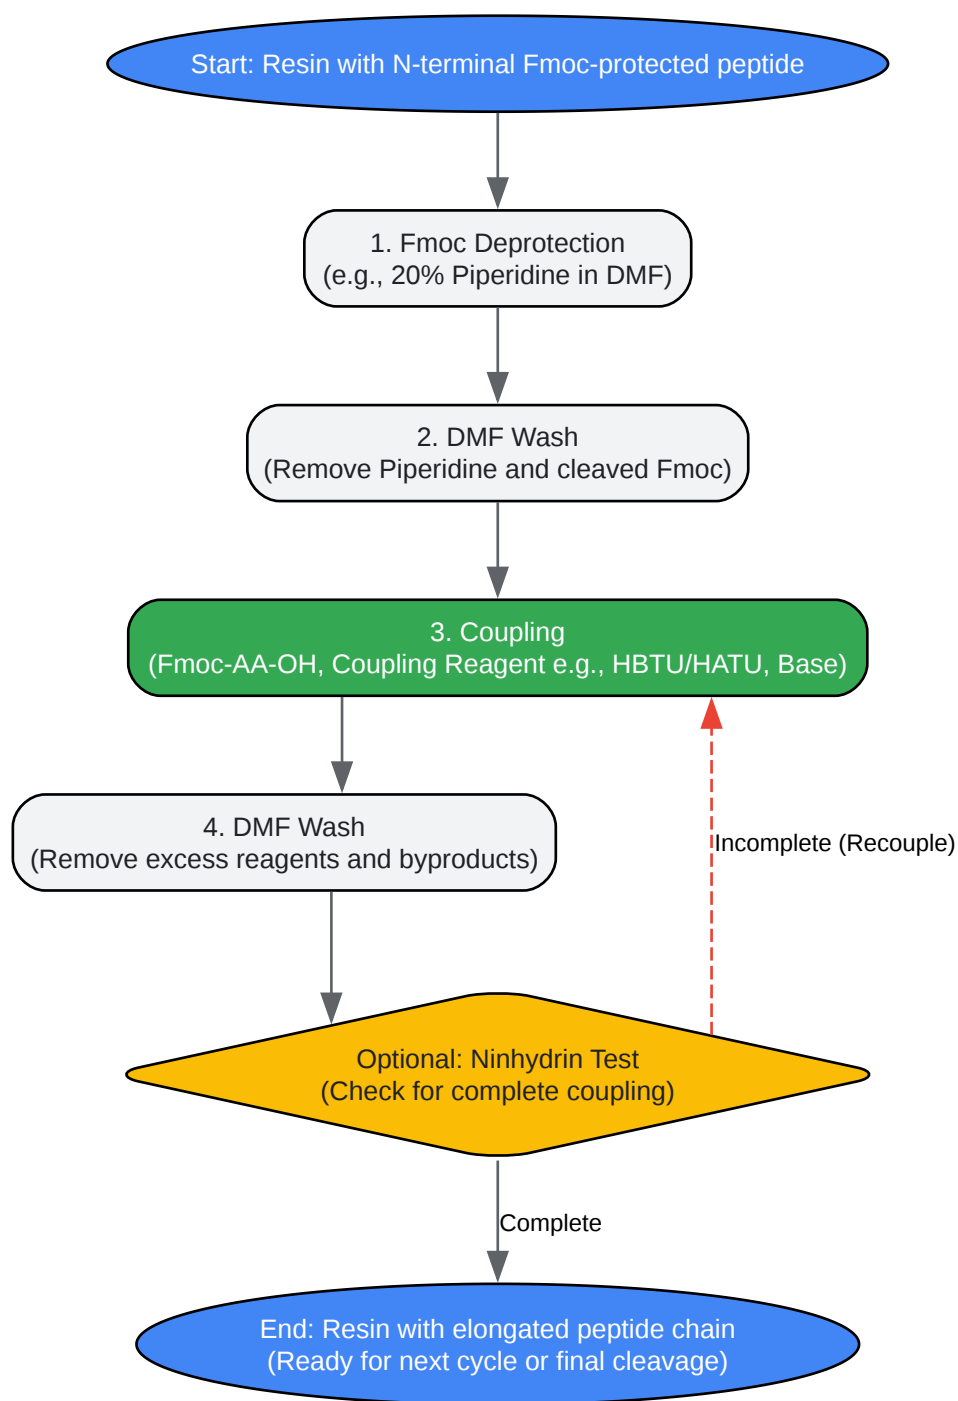 Start: Resin with N-terminal Fmoc-protected peptide
1. Fmoc Deprotection
(e.g., 20% Piperidine in DMF)
2. DMF Wash
(Remove Piperidine and cleaved Fmoc)
3. Coupling
(Fmoc-AA-OH, Coupling Reagent e.g., HBTU/HATU, Base)
4. DMF Wash
(Remove excess reagents and byproducts)
Incomplete (Recouple)
Optional: Ninhydrin Test
(Check for complete coupling)
Complete
End: Resin with elongated peptide chain
(Ready for next cycle or final cleavage)